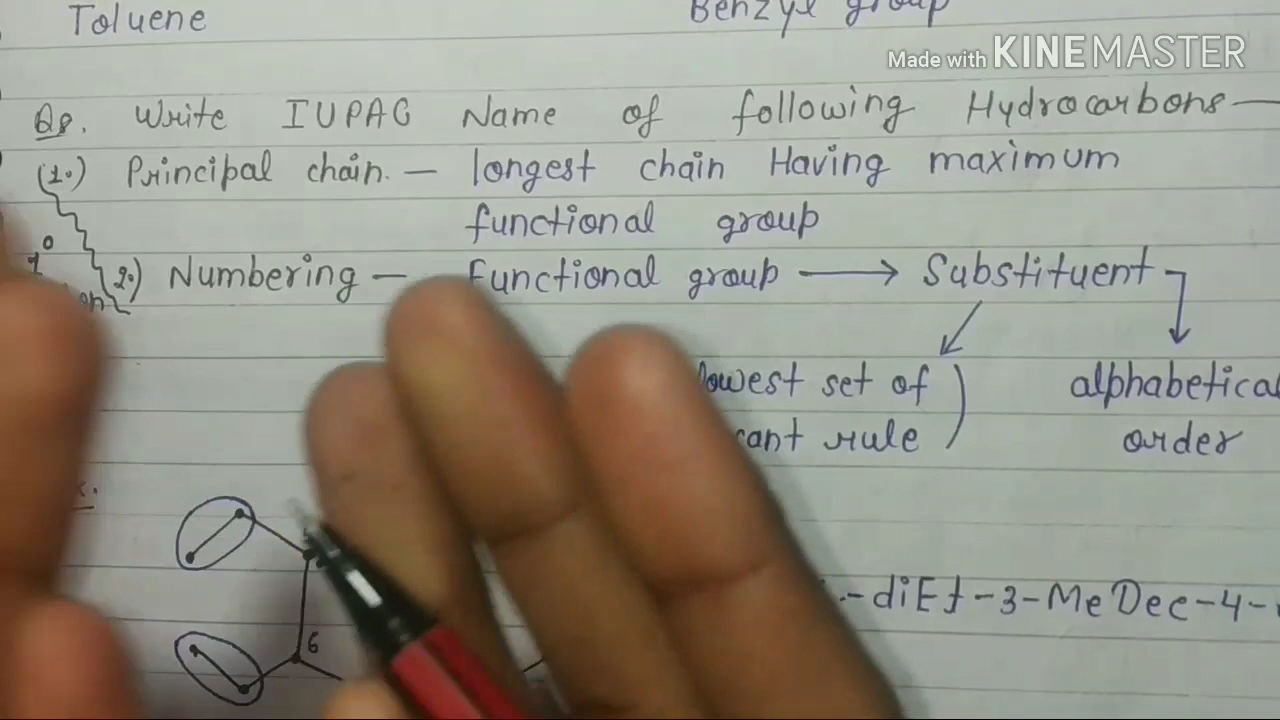 Toluene Benzyl group
Made with KINEMASTER
Qs. Write IUPAC Name of following Hydrocarbons—
(1.) Principal chain. — longest chain Having maximum
functional group
2.) Numbering — Functional group → Substituent
lowest set of ) alphabetical
rule order
6
-diEt-3-MeDec-4-